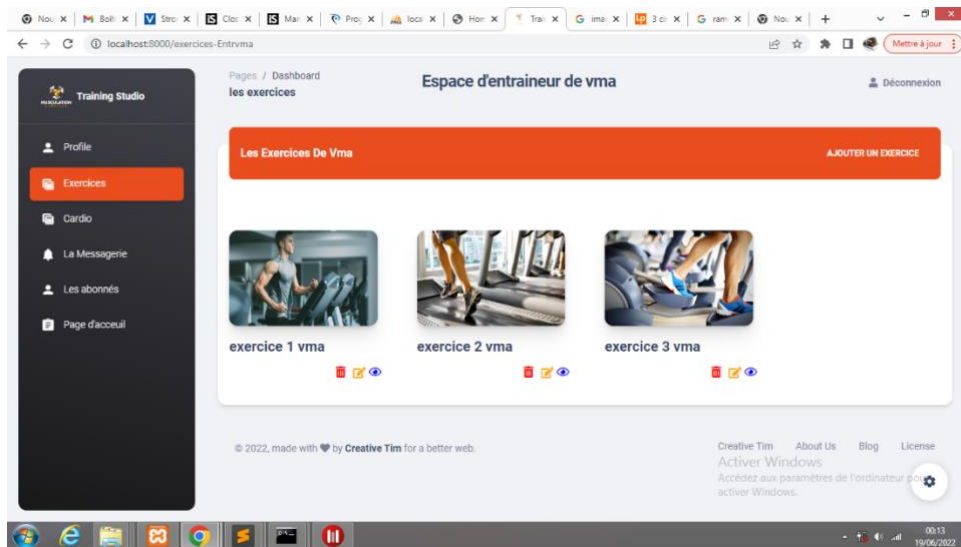 Nou
Boît
Stro
Clos
Mar
Proj
loca
Hor
Trai
ima
3 ci
ram
Nou
localhost:8000/exercices-Entrvma
Mettre à jour
Training Studio
Pages / Dashboard
les exercices
Espace d'entraineur de vma
Déconnexion
Profile
Exercices
Cardio
La Messagerie
Les abonnés
Page d'acceuil
Les Exercices De Vma
AJOUTER UN EXERCICE
exercice 1 vma
exercice 2 vma
exercice 3 vma
© 2022, made with by Creative Tim for a better web.
Creative Tim About Us Blog License
Activer Windows
Accédez aux paramètres de l'ordinateur pour
activer Windows.
00:13
19/06/2022